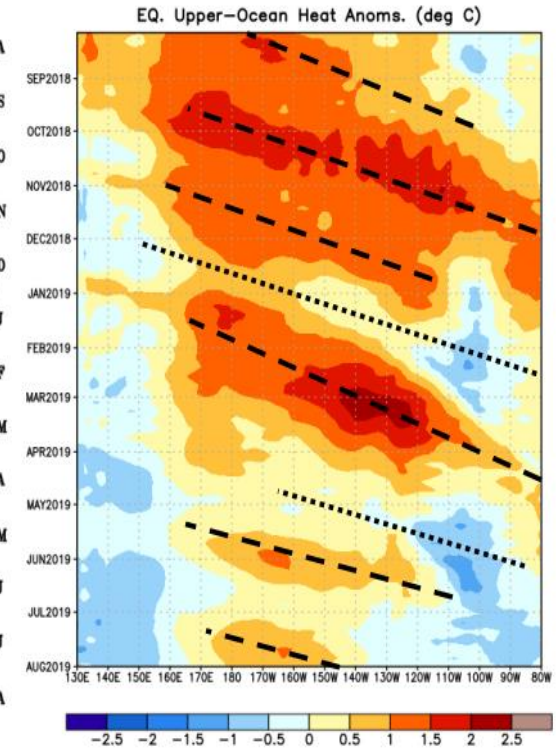 EQ. Upper-Ocean Heat Anoms. (deg C)
A
SEP2018
S
OCT2018
O
NOV2018
N
DEC2018
D
JAN2019
J
FEB2019
F
MAR2019
M
APR2019
A
MAY2019
M
JUN2019
J
JUL2019
J
AUG2019
A
130E 140E 150E 160E 170E 180 170W 160W 150W 140W 130W 120W 110W 100W 90W 80W
-2.5 -2 -1.5 -1 -0.5 0 0.5 1 1.5 2 2.5